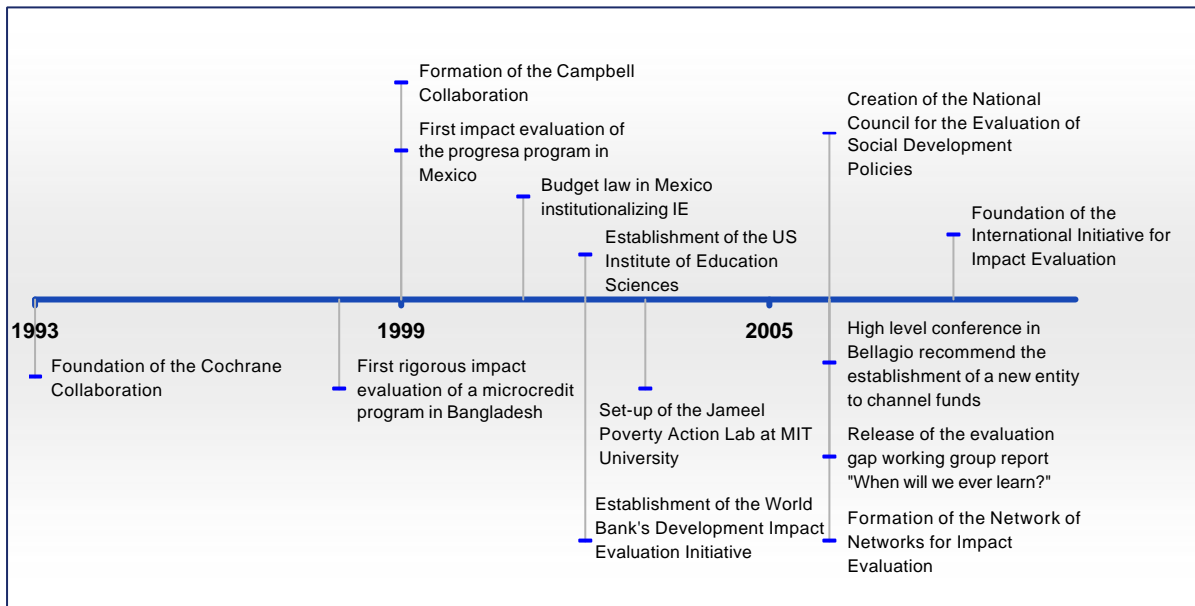 Formation of the Campbell
Collaboration
First impact evaluation of
the progresa program in
Mexico
Budget law in Mexico
institutionalizing IE
Establishment of the US
Institute of Education
Sciences
Creation of the National
Council for the Evaluation of
Social Development
Policies
Foundation of the
International Initiative for
Impact Evaluation
1993
1999
2005
Foundation of the Cochrane
Collaboration
First rigorous impact
evaluation of a microcredit
program in Bangladesh
Set-up of the Jameel
Poverty Action Lab at MIT
University
Establishment of the World
Bank's Development Impact
Evaluation Initiative
High level conference in
Bellagio recommend the
establishment of a new entity
to channel funds
Release of the evaluation
gap working group report
"When will we ever learn?"
Formation of the Network of
Networks for Impact
Evaluation